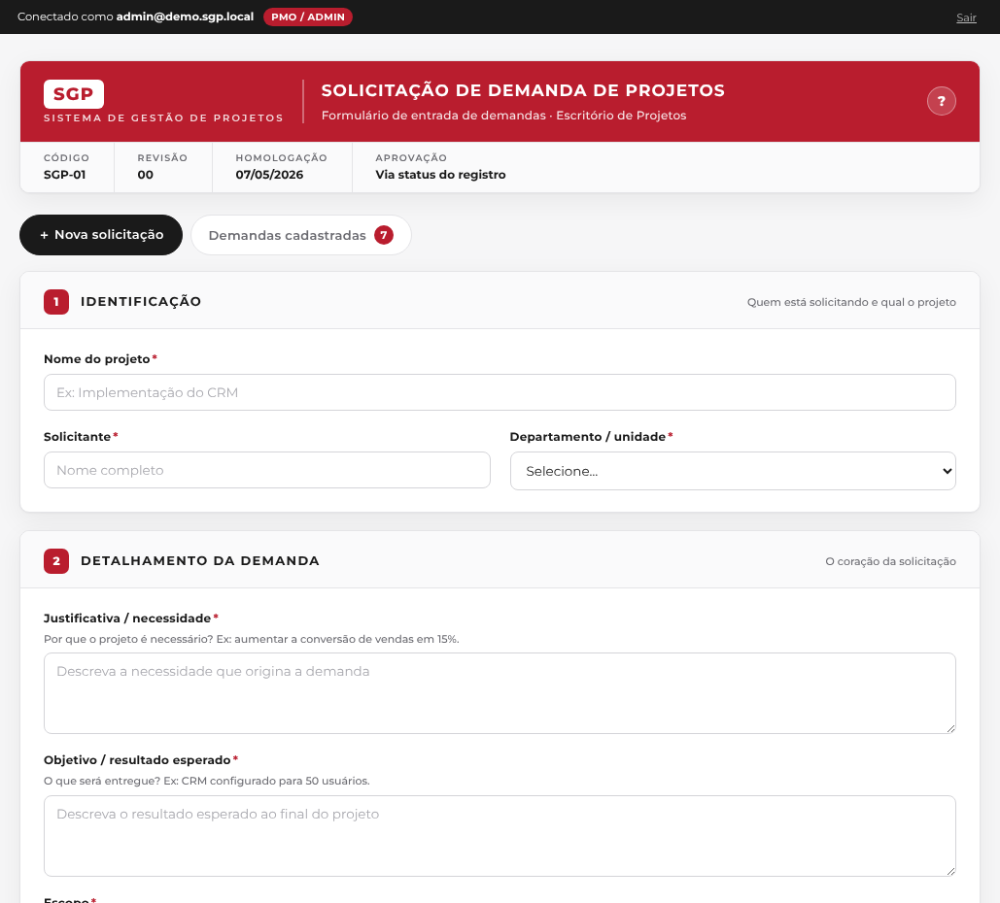 Conectado como admin@demo.sgp.local PMO / ADMIN Sair
SGP
SISTEMA DE GESTÃO DE PROJETOS
SOLICITAÇÃO DE DEMANDA DE PROJETOS
Formulário de entrada de demandas · Escritório de Projetos
?
CÓDIGO
SGP-01
REVISÃO
00
HOMOLOGAÇÃO
07/05/2026
APROVAÇÃO
Via status do registro
+ Nova solicitação
Demandas cadastradas 7
1 IDENTIFICAÇÃO
Quem está solicitando e qual o projeto
Nome do projeto*
Ex: Implementação do CRM
Solicitante*
Nome completo
Departamento / unidade*
Selecione...
2 DETALHAMENTO DA DEMANDA
O coração da solicitação
Justificativa / necessidade*
Por que o projeto é necessário? Ex: aumentar a conversão de vendas em 15%.
Descreva a necessidade que origina a demanda
Objetivo / resultado esperado*
O que será entregue? Ex: CRM configurado para 50 usuários.
Descreva o resultado esperado ao final do projeto
Escopo*